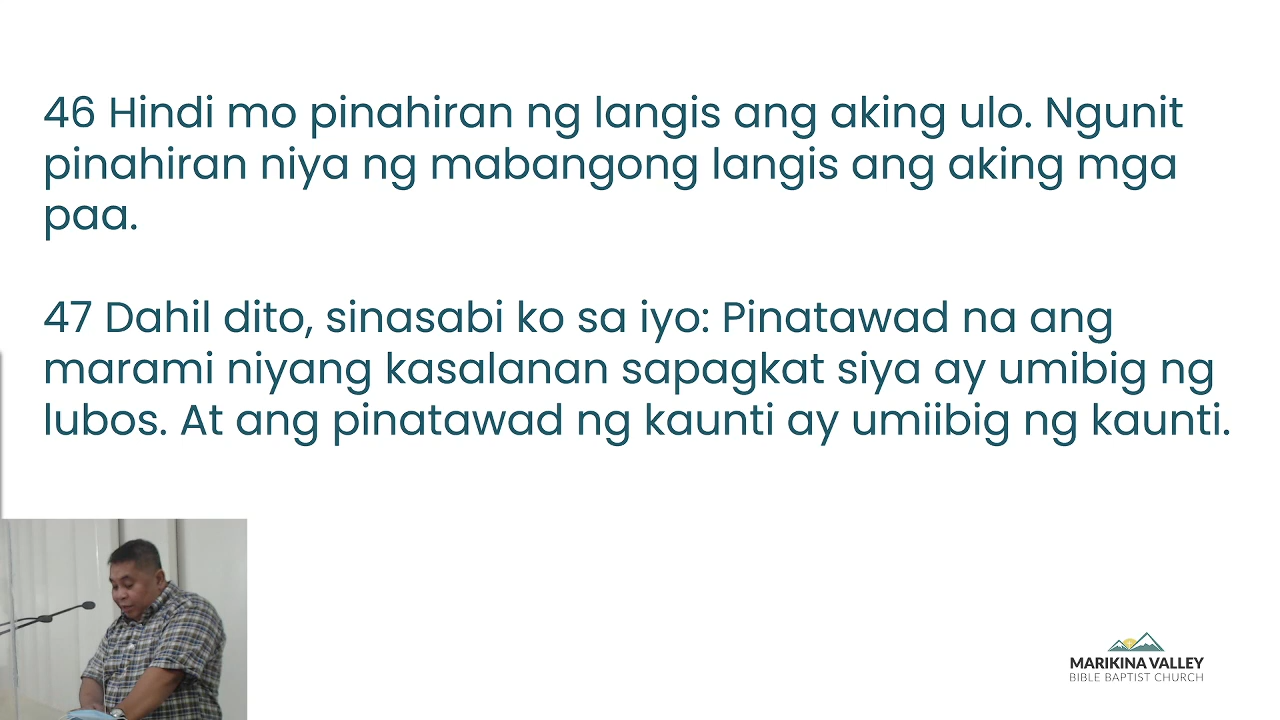 46 Hindi mo pinahiran ng langis ang aking ulo. Ngunit
pinahiran niya ng mabangong langis ang aking mga
paa.
47 Dahil dito, sinasabi ko sa iyo: Pinatawad na ang
marami niyang kasalanan sapagkat siya ay umibig ng
lubos. At ang pinatawad ng kaunti ay umiibig ng kaunti.
MARIKINA VALLEY
BIBLE BAPTIST CHURCH